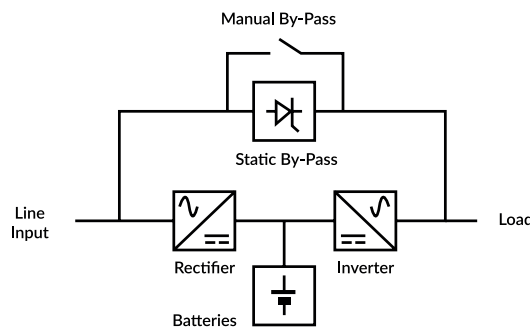 Manual By-Pass
Static By-Pass
Line
Input
Load
Rectifier
Inverter
Batteries